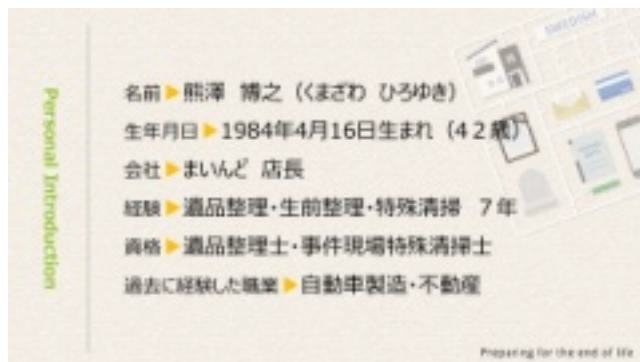 Personal Introduction
名前▶熊澤 博之（くまざわ ひろゆき）
生年月日▶1984年4月16日生まれ（４２歳）
会社▶まいんど 店長
経験▶遺品整理・生前整理・特殊清掃 ７年
資格▶遺品整理士・事件現場特殊清掃士
過去に経験した職業▶自動車製造・不動産
Preparing for the end of life